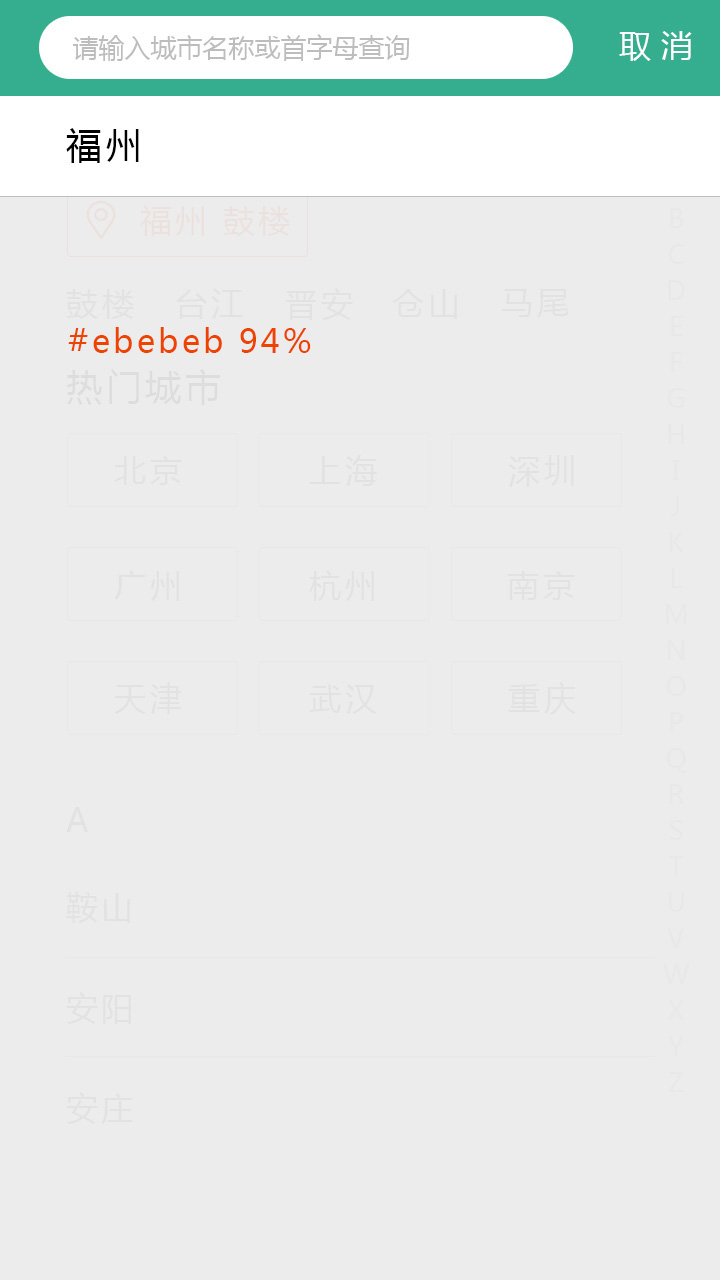 请输入城市名称或首字母查询 取消
福州
福州 鼓楼
鼓楼 台江 晋安 仓山 马尾
#ebebeb 94%
热门城市
北京 上海 深圳
广州 杭州 南京
天津 武汉 重庆
A
鞍山
安阳
安庄
B
C
D
E
F
G
H
I
J
K
L
M
N
O
P
Q
R
S
T
U
V
W
X
Y
Z